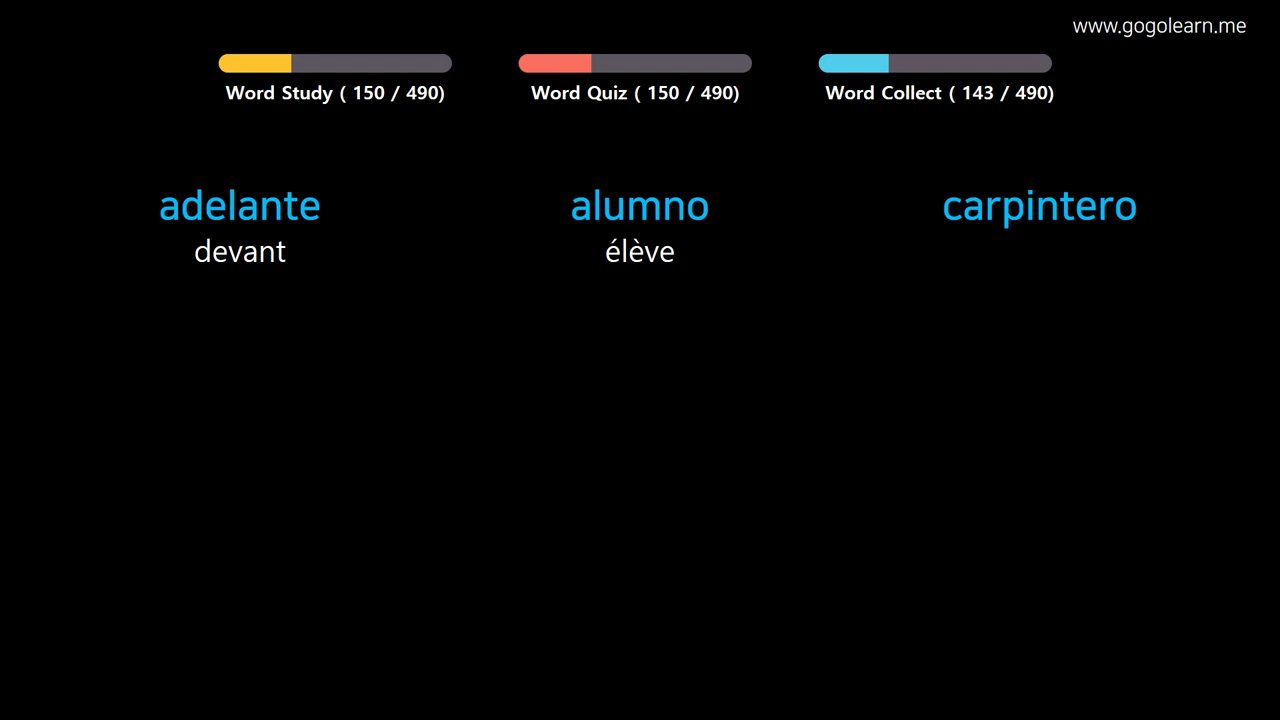 www.gogolearn.me
Word Study ( 150 / 490)
Word Quiz ( 150 / 490)
Word Collect ( 143 / 490)
adelante
devant
alumno
élève
carpintero